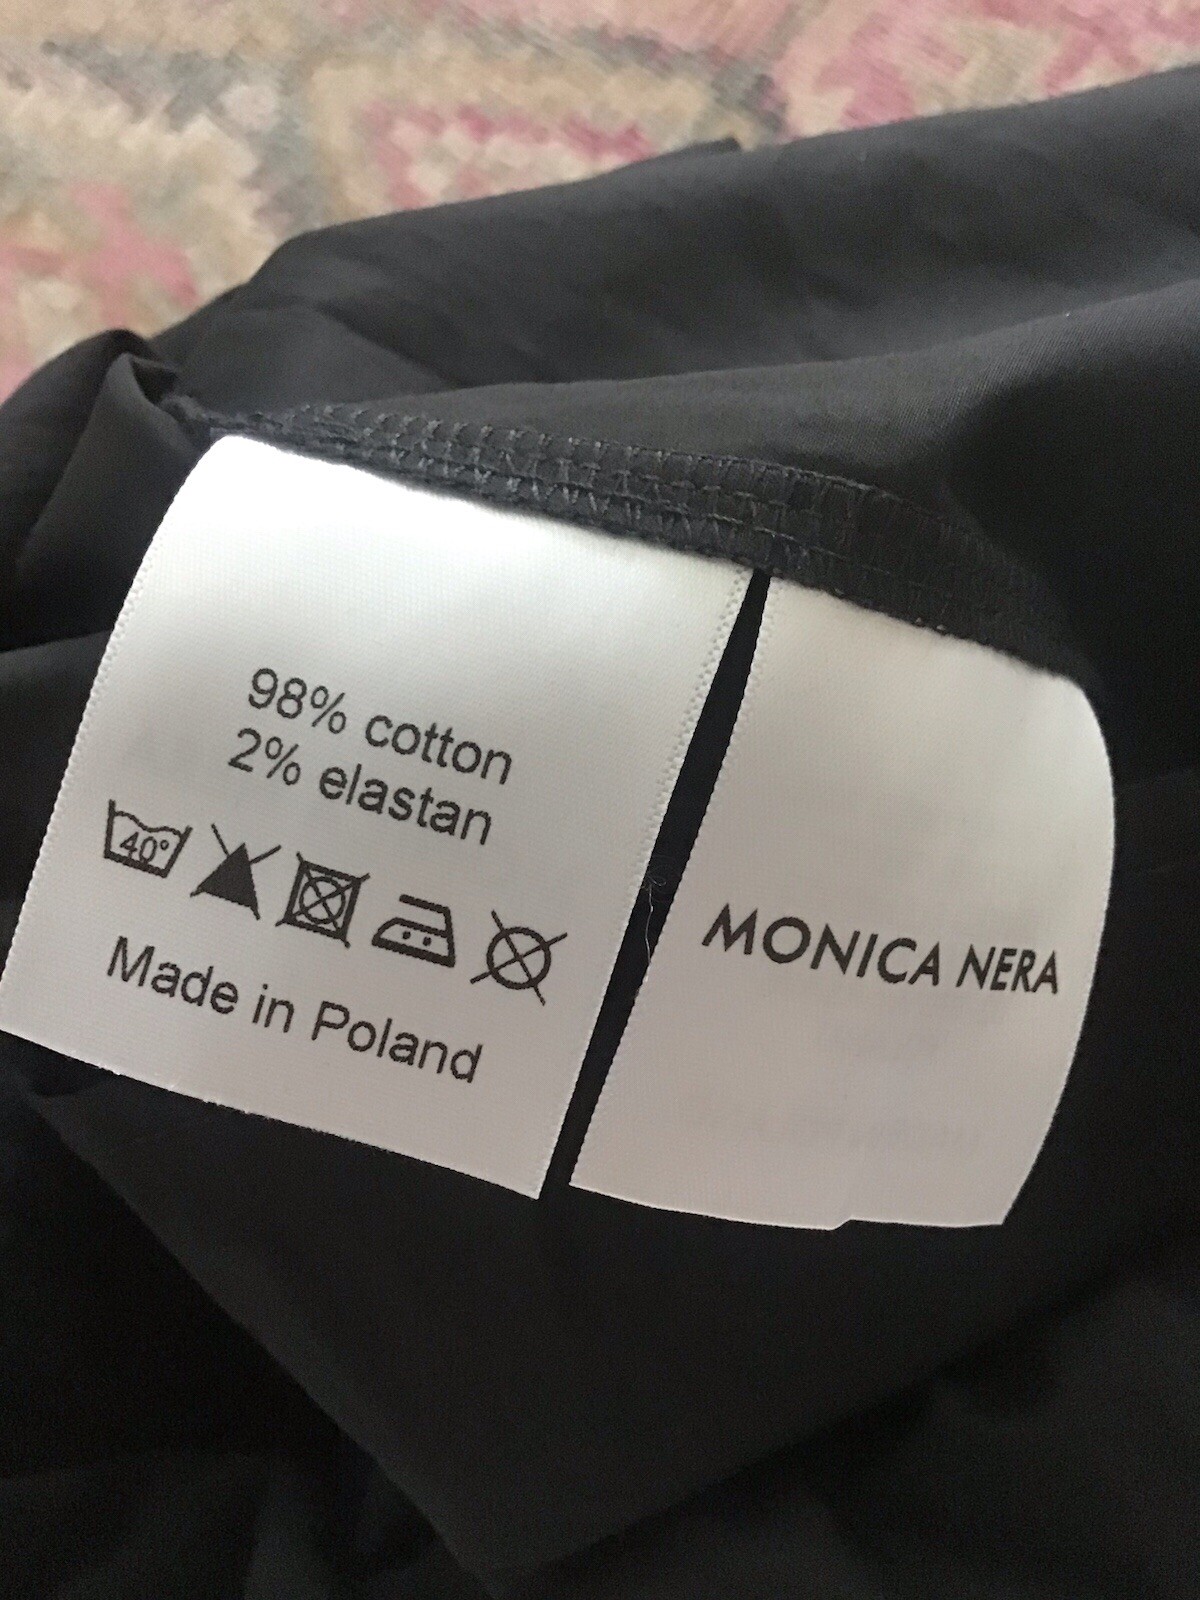 98% cotton
2% elastan
40°
Made in Poland
MONICA NERA